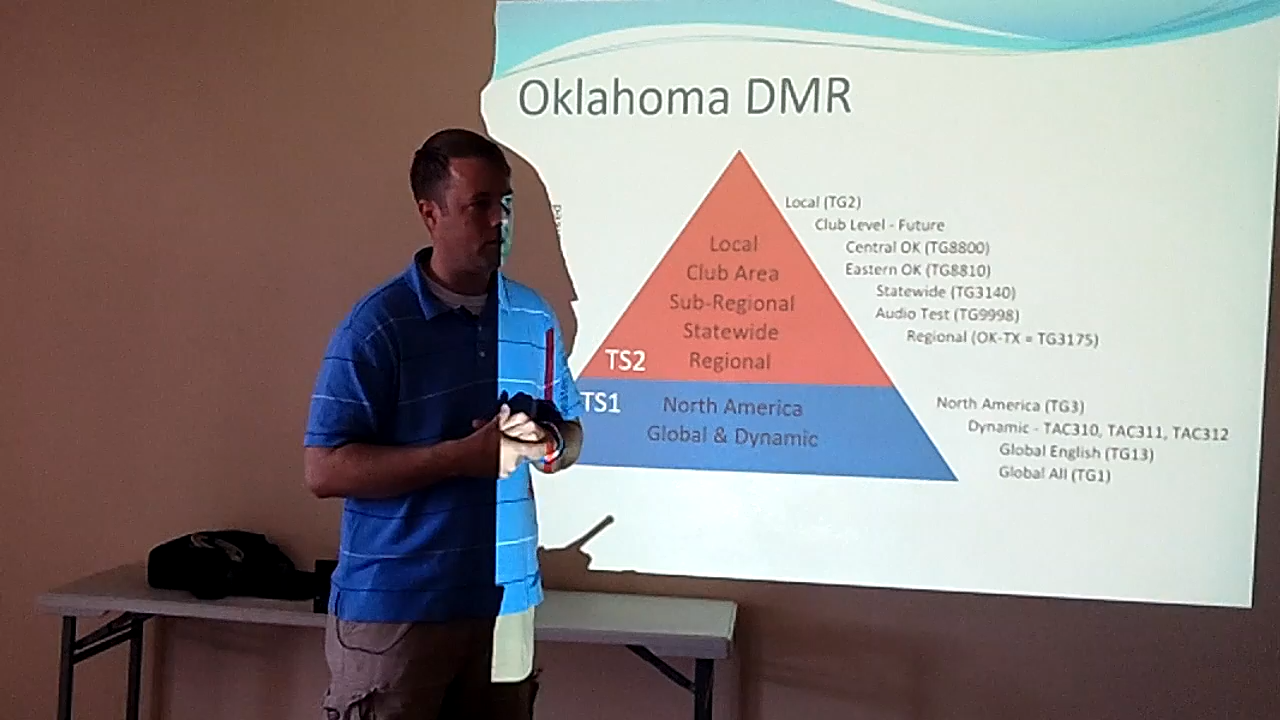 Oklahoma DMR
Local
Club Area
Sub-Regional
Statewide
Regional
TS2
TS1
North America
Global & Dynamic
Local (TG2)
Club Level - Future
Central OK (TG8800)
Eastern OK (TG8810)
Statewide (TG3140)
Audio Test (TG9998)
Regional (OK-TX = TG3175)
North America (TG3)
Dynamic - TAC310, TAC311, TAC312
Global English (TG13)
Global All (TG1)